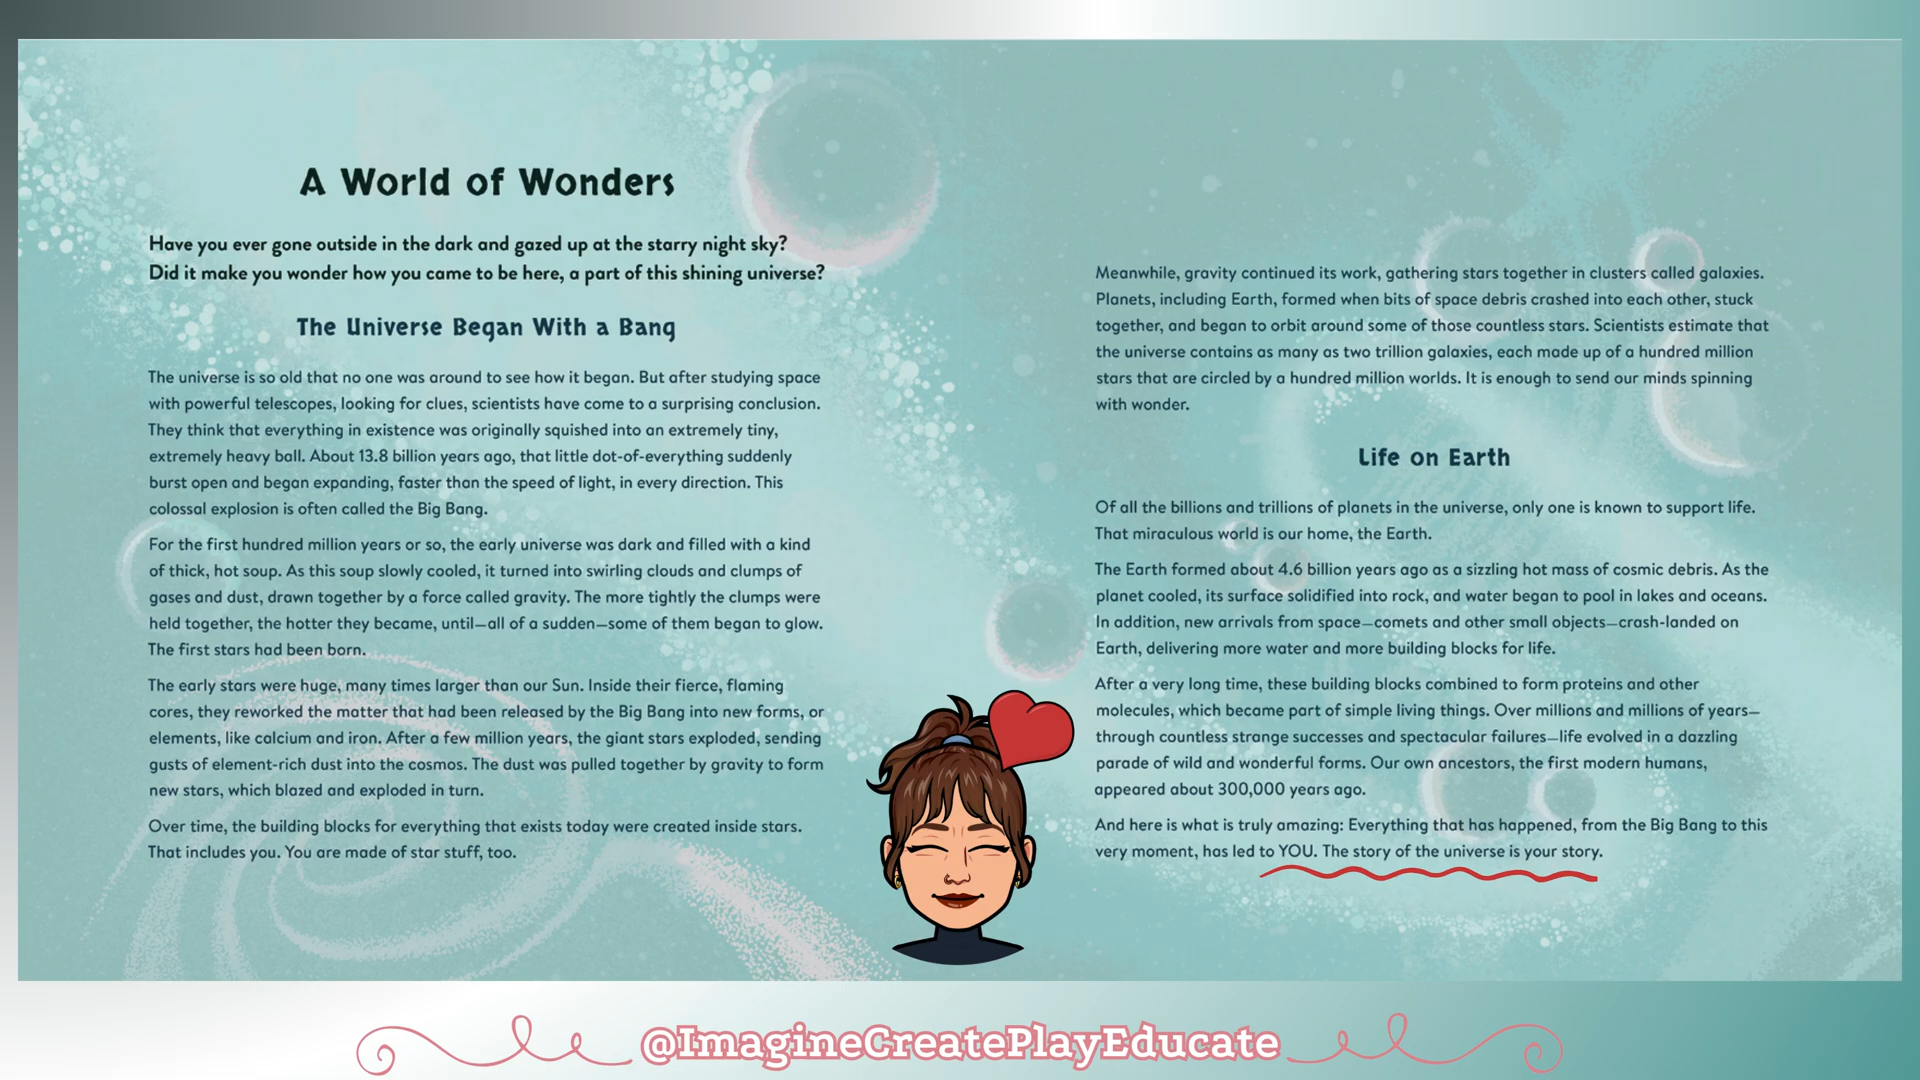 A World of Wonders
Have you ever gone outside in the dark and gazed up at the starry night sky?
Did it make you wonder how you came to be here, a part of this shining universe?
The Universe Began With a Bang
The universe is so old that no one was around to see how it began. But after studying space
with powerful telescopes, looking for clues, scientists have come to a surprising conclusion.
They think that everything in existence was originally squished into an extremely tiny,
extremely heavy ball. About 13.8 billion years ago, that little dot-of-everything suddenly
burst open and began expanding, faster than the speed of light, in every direction. This
colossal explosion is often called the Big Bang.
For the first hundred million years or so, the early universe was dark and filled with a kind
of thick, hot soup. As this soup slowly cooled, it turned into swirling clouds and clumps of
gases and dust, drawn together by a force called gravity. The more tightly the clumps were
held together, the hotter they became, until—all of a sudden—some of them began to glow.
The first stars had been born.
The early stars were huge, many times larger than our Sun. Inside their fierce, flaming
cores, they reworked the matter that had been released by the Big Bang into new forms, or
elements, like calcium and iron. After a few million years, the giant stars exploded, sending
gusts of element-rich dust into the cosmos. The dust was pulled together by gravity to form
new stars, which blazed and exploded in turn.
Over time, the building blocks for everything that exists today were created inside stars.
That includes you. You are made of star stuff, too.
Meanwhile, gravity continued its work, gathering stars together in clusters called galaxies.
Planets, including Earth, formed when bits of space debris crashed into each other, stuck
together, and began to orbit around some of those countless stars. Scientists estimate that
the universe contains as many as two trillion galaxies, each made up of a hundred million
stars that are circled by a hundred million worlds. It is enough to send our minds spinning
with wonder.
Life on Earth
Of all the billions and trillions of planets in the universe, only one is known to support life.
That miraculous world is our home, the Earth.
The Earth formed about 4.6 billion years ago as a sizzling hot mass of cosmic debris. As the
planet cooled, its surface solidified into rock, and water began to pool in lakes and oceans.
In addition, new arrivals from space—comets and other small objects—crash-landed on
Earth, delivering more water and more building blocks for life.
After a very long time, these building blocks combined to form proteins and other
molecules, which became part of simple living things. Over millions and millions of years—
through countless strange successes and spectacular failures—life evolved in a dazzling
parade of wild and wonderful forms. Our own ancestors, the first modern humans,
appeared about 300,000 years ago.
And here is what is truly amazing: Everything that has happened, from the Big Bang to this
very moment, has led to YOU. The story of the universe is your story.
@ImagineCreatePlayEducate